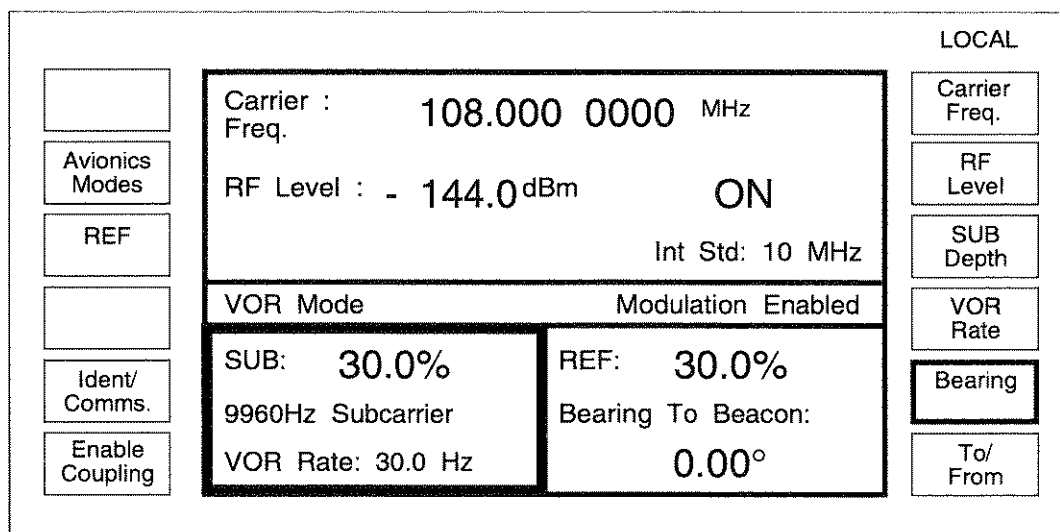 LOCAL
Avionics
Modes
REF
Ident/
Comms.
Enable
Coupling
Carrier :
Freq.
108.000 0000 MHz
RF Level : - 144.0 dBm ON
Int Std: 10 MHz
VOR Mode Modulation Enabled
SUB: 30.0%
9960Hz Subcarrier
VOR Rate: 30.0 Hz
REF: 30.0%
Bearing To Beacon:
0.00°
Carrier
Freq.
RF
Level
SUB
Depth
VOR
Rate
Bearing
To/
From